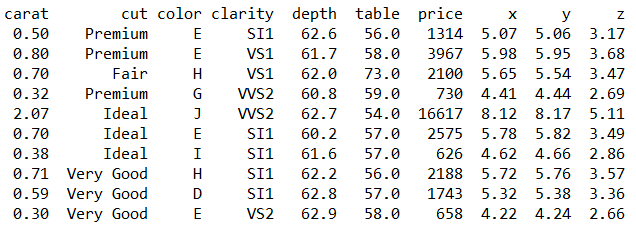 carat cut color clarity depth table price x y z
0.50 Premium E SI1 62.6 56.0 1314 5.07 5.06 3.17
0.80 Premium E VS1 61.7 58.0 3967 5.98 5.95 3.68
0.70 Fair H VS1 62.0 73.0 2100 5.65 5.54 3.47
0.32 Premium G VVS2 60.8 59.0 730 4.41 4.44 2.69
2.07 Ideal J VVS2 62.7 54.0 16617 8.12 8.17 5.11
0.70 Ideal E SI1 60.2 57.0 2575 5.78 5.82 3.49
0.38 Ideal I SI1 61.6 57.0 626 4.62 4.66 2.86
0.71 Very Good H SI1 62.2 56.0 2188 5.72 5.76 3.57
0.59 Very Good D SI1 62.8 57.0 1743 5.32 5.38 3.36
0.30 Very Good E VS2 62.9 58.0 658 4.22 4.24 2.66